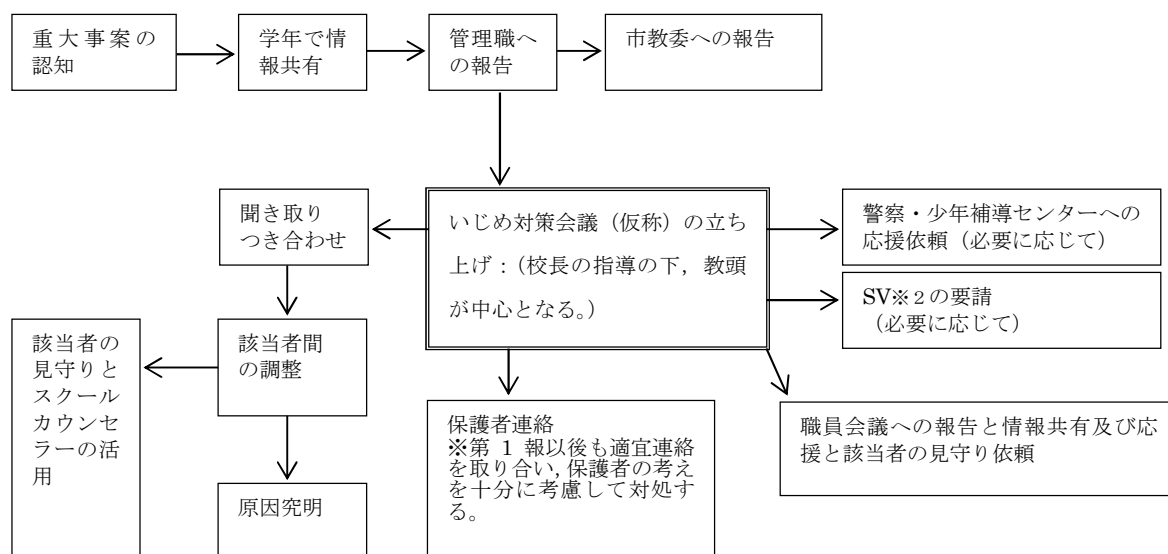 重大事案の
認知
学年で情
報共有
管理職へ
の報告
市教委への報告
聞き取り
つき合わせ
いじめ対策会議（仮称）の立ち
上げ：（校長の指導の下，教頭
が中心となる。）
警察・少年補導センターへの
応援依頼（必要に応じて）
SV※２の要請
（必要に応じて）
該当者の
見守りと
スクール
カウンセ
ラーの活
用
該当者間
の調整
原因究明
保護者連絡
※第 1 報以後も適宜連絡
を取り合い,保護者の考え
を十分に考慮して対処す
る。
職員会議への報告と情報共有及び応
援と該当者の見守り依頼